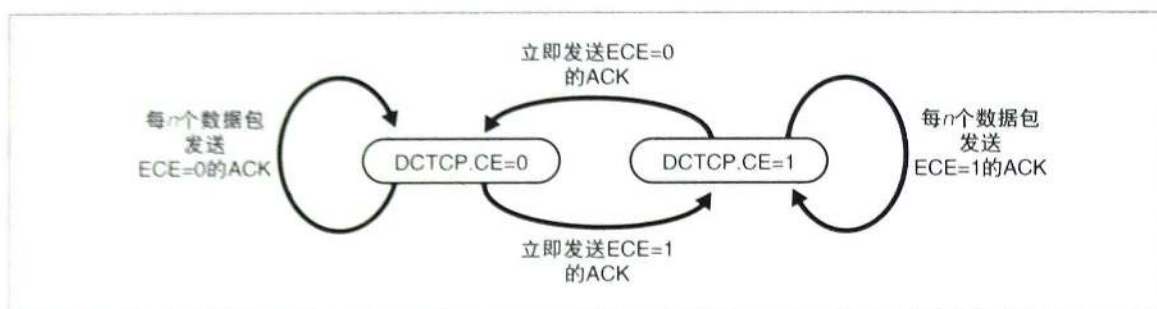 立即发送ECE=0
的ACK
每n个数据包
发送
ECE=0的ACK
DCTCP.CE=0
DCTCP.CE=1
每n个数据包
发送
ECE=1的ACK
立即发送ECE=1
的ACK